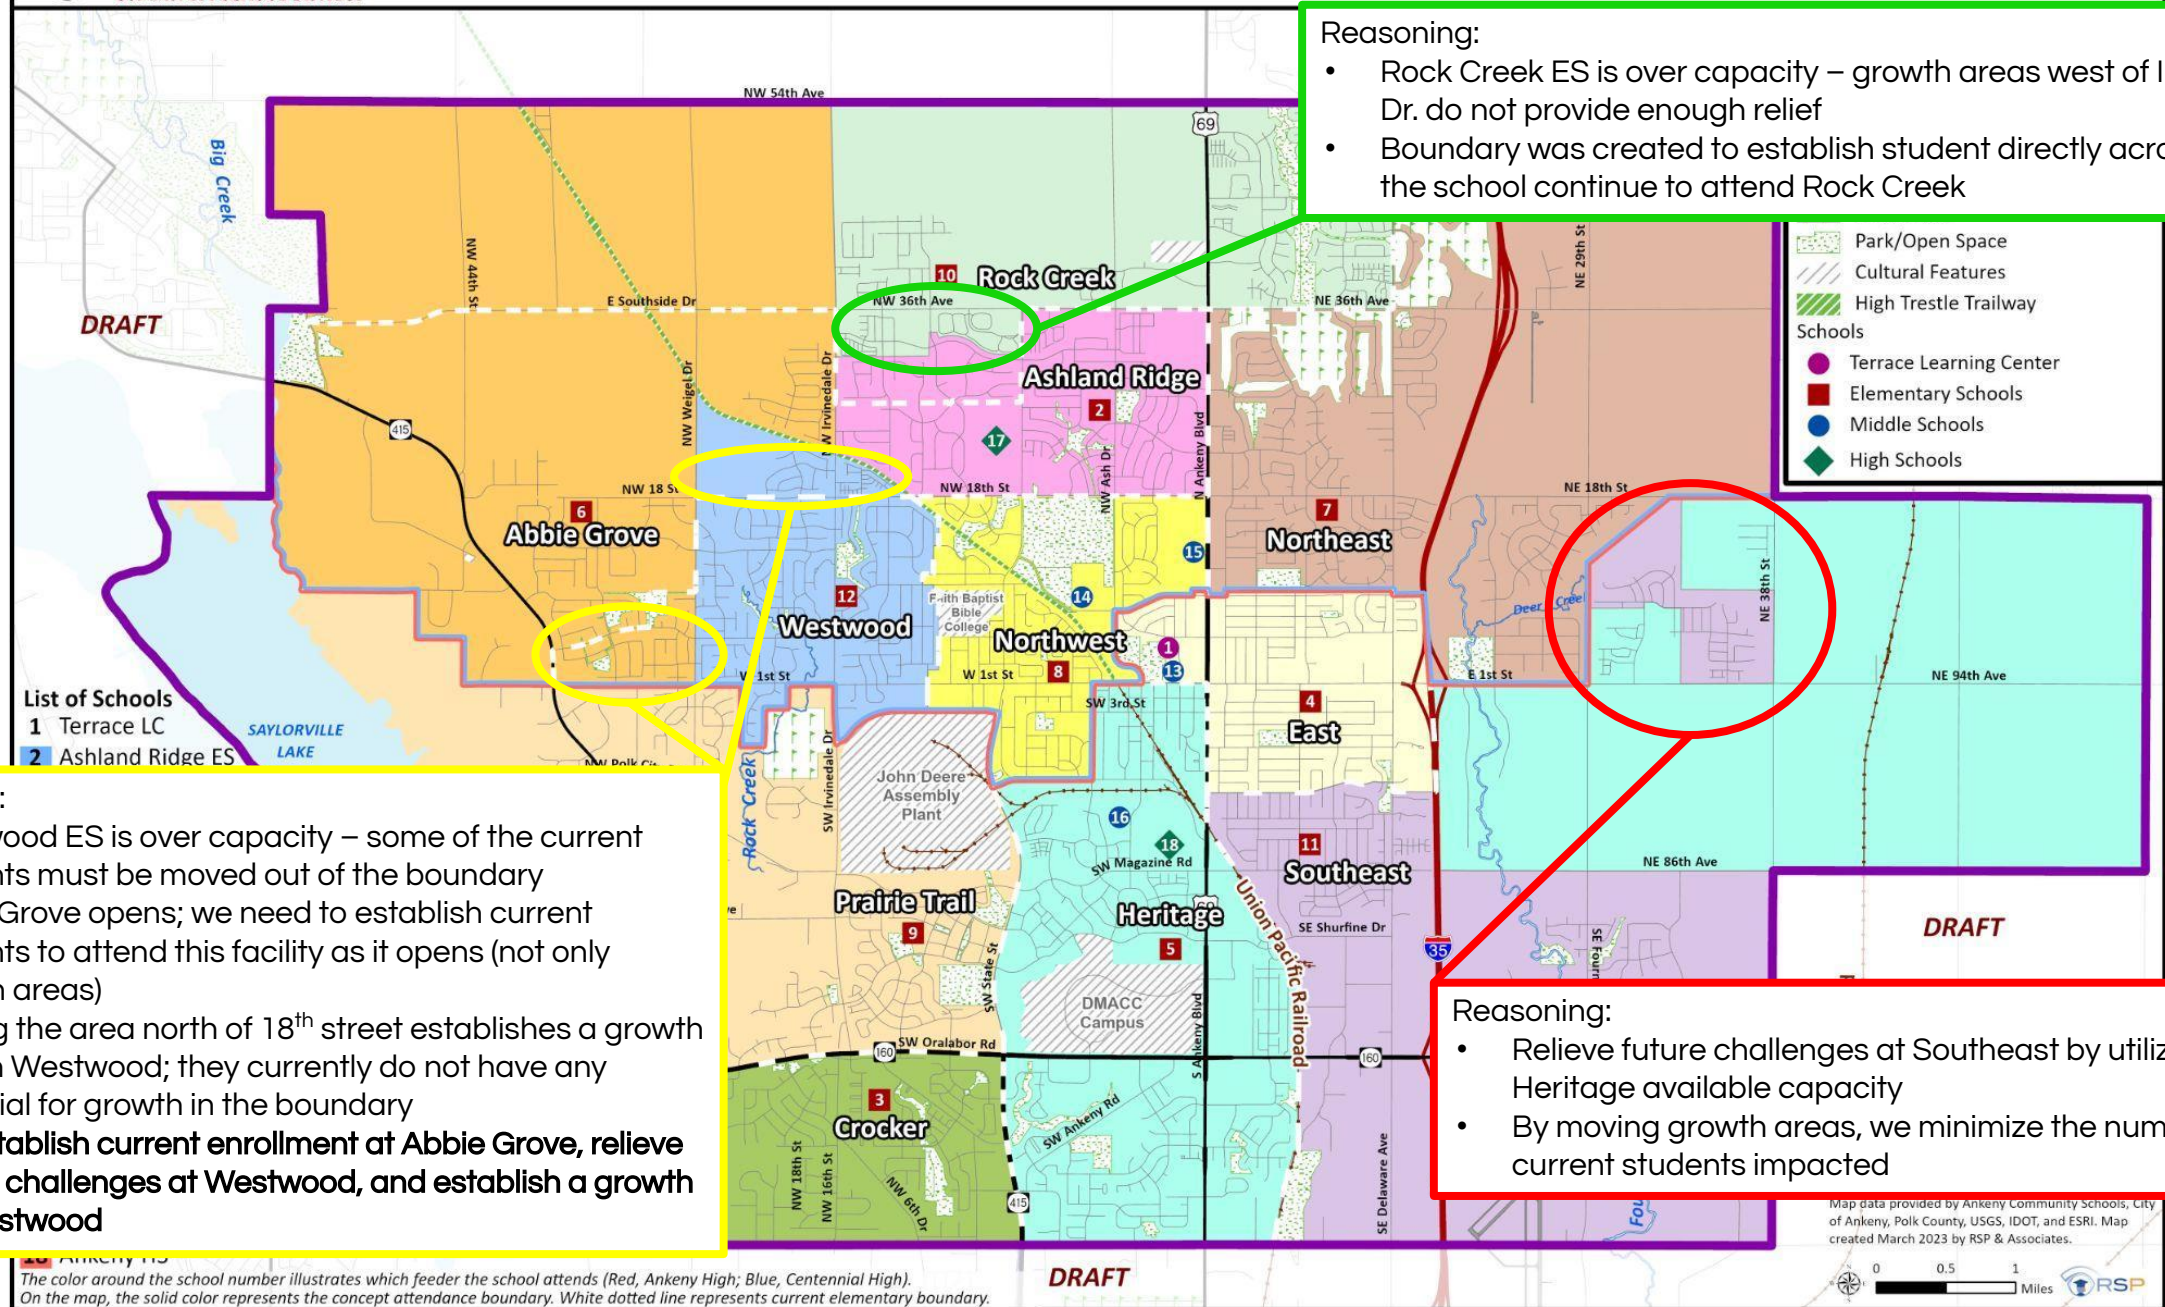 NW 54th Ave
69
Reasoning:
• Rock Creek ES is over capacity – growth areas west of I
Dr. do not provide enough relief
• Boundary was created to establish student directly acro
the school continue to attend Rock Creek
Park/Open Space
Cultural Features
High Trestle Trailway
Schools
Terrace Learning Center
Elementary Schools
Middle Schools
High Schools
Big Creek
NW 44th St
NE 29th St
DRAFT
E Southside Dr
10
Rock Creek
NW 36th Ave
NE 36th Ave
NW Weigel Dr
NW Irvinedale Dr
Ashland Ridge
2
17
NW Ash Dr
N Ankeny Blvd
415
NW 18 St
NW 18th St
NE 18th St
6
Abbie Grove
7
Northeast
15
12
Westwood
Faith Baptist
Bible
College
14
Northwest
1
13
8
W 1st St
W 1st St
E 1st St
Deer Creek
NE 38th St
NE 94th Ave
SW 3rd St
4
East
List of Schools
1 Terrace LC
2 Ashland Ridge ES
SAYLORVILLE
LAKE
Rock Creek
SW Irvinedale Dr
John Deere
Assembly
Plant
16
18
SW Magazine Rd
11
Southeast
NE 86th Ave
Prairie Trail
9
Heritage
5
SW State St
Union Pacific Railroad
SE Shurfine Dr
35
DRAFT
DMACC
Campus
S Ankeny Blvd
160
SW Oralabor Rd
160
3
Crocker
SW Ankeny Rd
NW 18th St
NW 16th St
NW 6th Dr
415
SE Delaware Ave
:
wood ES is over capacity – some of the current
nts must be moved out of the boundary
Grove opens; we need to establish current
nts to attend this facility as it opens (not only
n areas)
g the area north of 18th street establishes a growth
n Westwood; they currently do not have any
ial for growth in the boundary
tablish current enrollment at Abbie Grove, relieve
challenges at Westwood, and establish a growth
stwood
Reasoning:
• Relieve future challenges at Southeast by utiliz
Heritage available capacity
• By moving growth areas, we minimize the num
current students impacted
Map data provided by Ankeny Community Schools, City
of Ankeny, Polk County, USGS, IDOT, and ESRI. Map
created March 2023 by RSP & Associates.
The color around the school number illustrates which feeder the school attends (Red, Ankeny High; Blue, Centennial High).
On the map, the solid color represents the concept attendance boundary. White dotted line represents current elementary boundary.
DRAFT
0 0.5 1
Miles
RSP